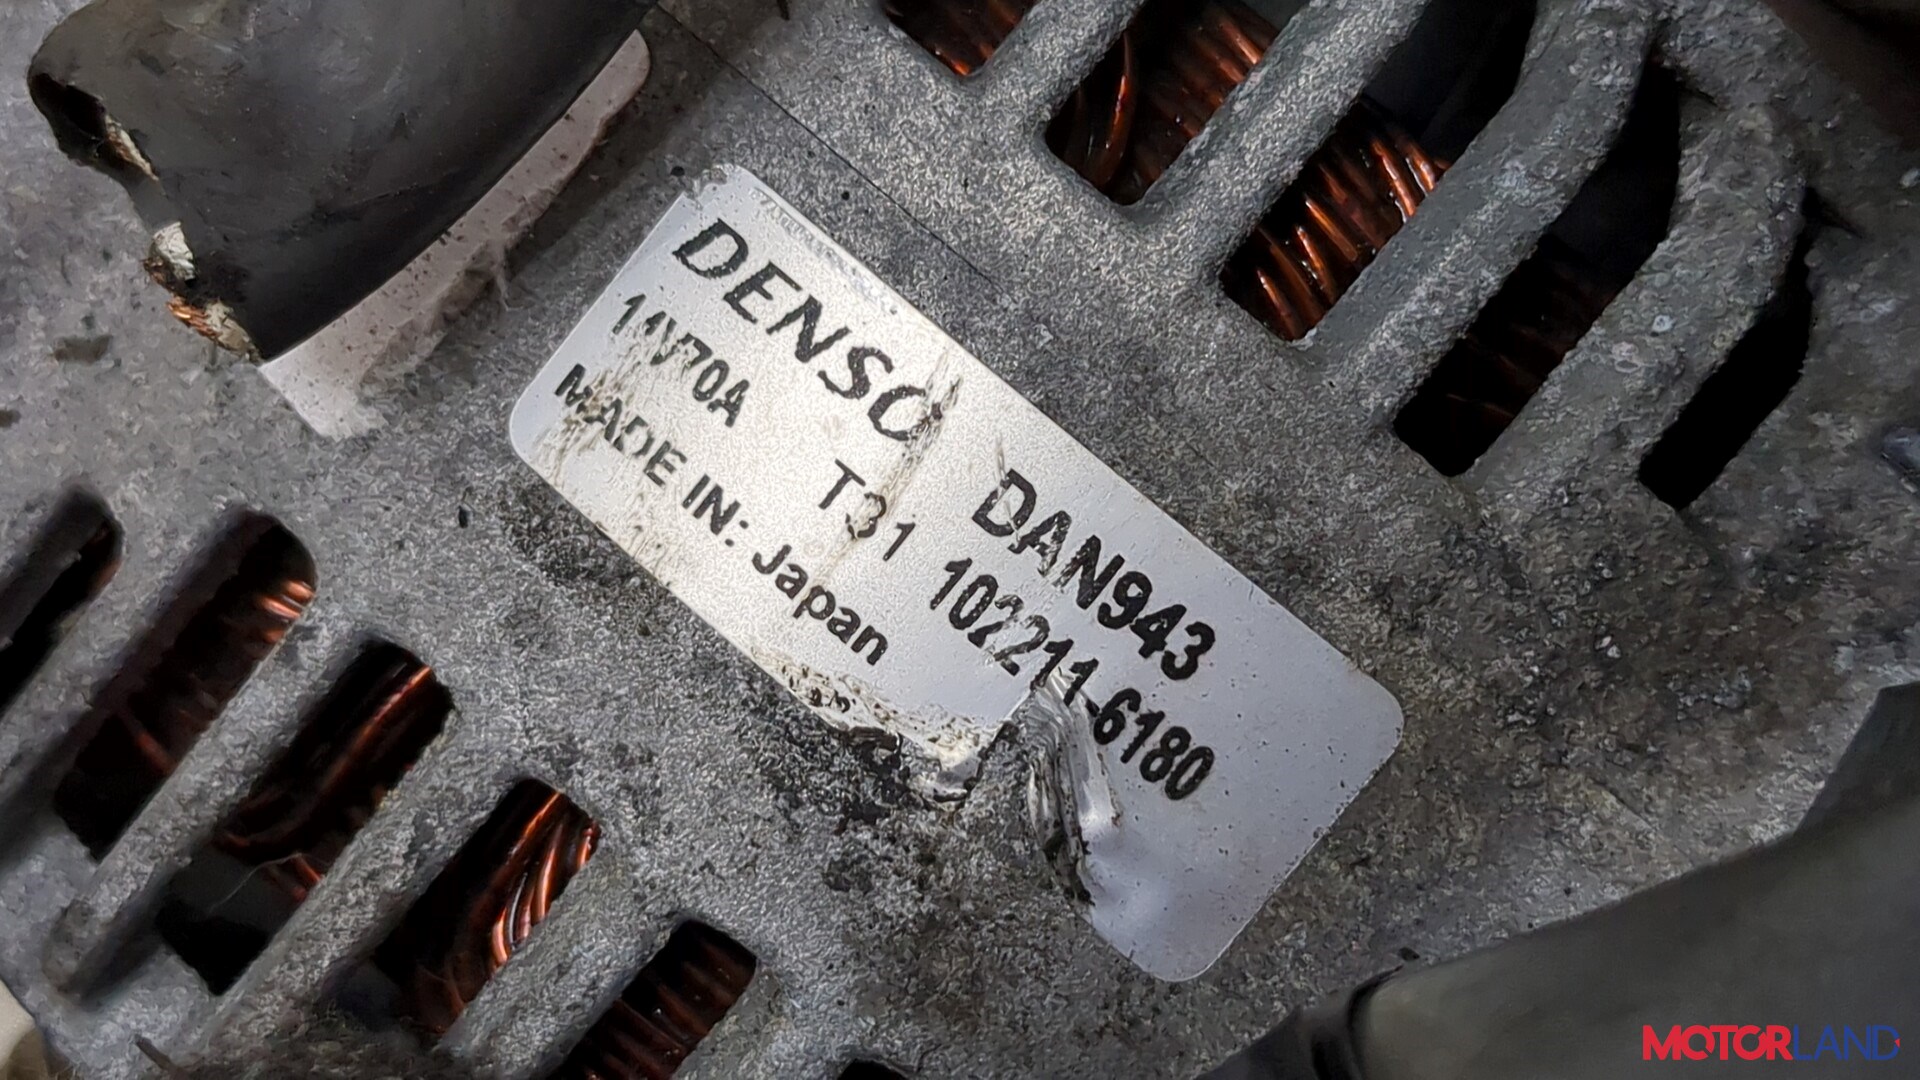 DENSO DAN943
14V70A T31 102211-6180
MADE IN: Japan
MOTORLAND